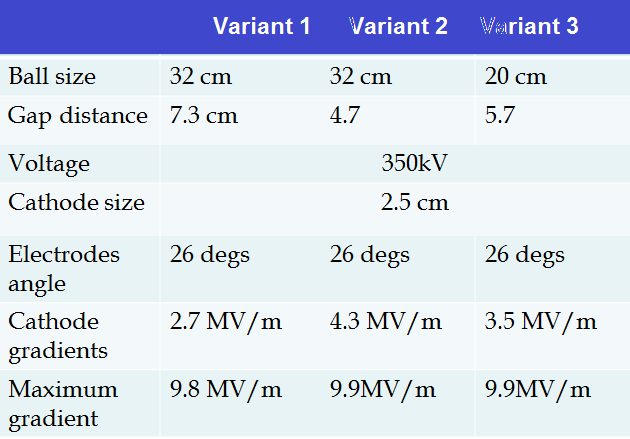 Variant 1 Variant 2 Variant 3
Ball size 32 cm 32 cm 20 cm
Gap distance 7.3 cm 4.7 5.7
Voltage 350kV
Cathode size 2.5 cm
Electrodes 26 degs 26 degs 26 degs
angle
Cathode 2.7 MV/m 4.3 MV/m 3.5 MV/m
gradients
Maximum 9.8 MV/m 9.9MV/m 9.9MV/m
gradient